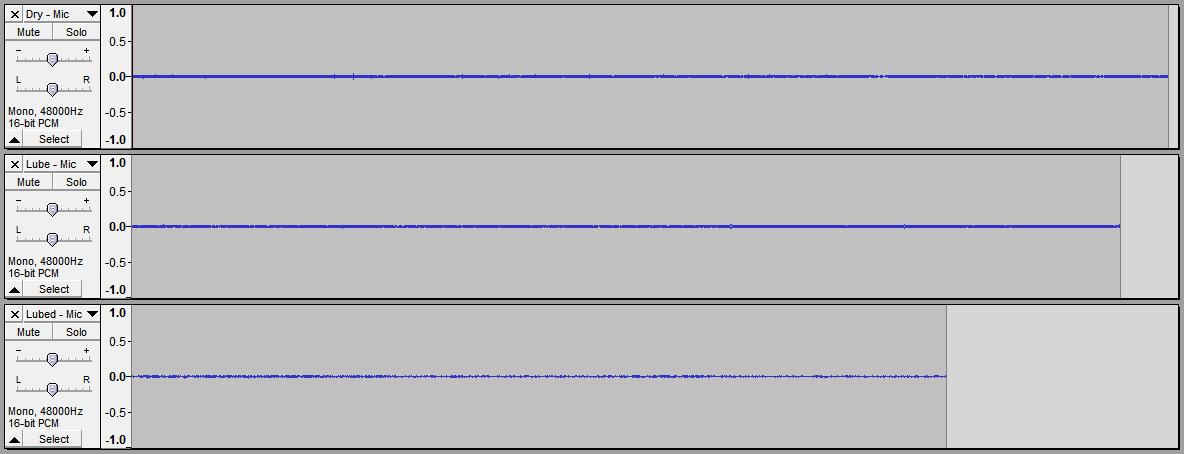 X Dry - Mic
Mute Solo
- +
L R
Mono, 48000Hz
16-bit PCM
Select
1.0
0.5-
0.0-
-0.5-
-1.0
X Lube - Mic
Mute Solo
- +
L R
Mono, 48000Hz
16-bit PCM
Select
1.0
0.5-
0.0-
-0.5-
-1.0
X Lubed - Mic
Mute Solo
- +
L R
Mono, 48000Hz
16-bit PCM
Select
1.0
0.5-
0.0-
-0.5-
-1.0